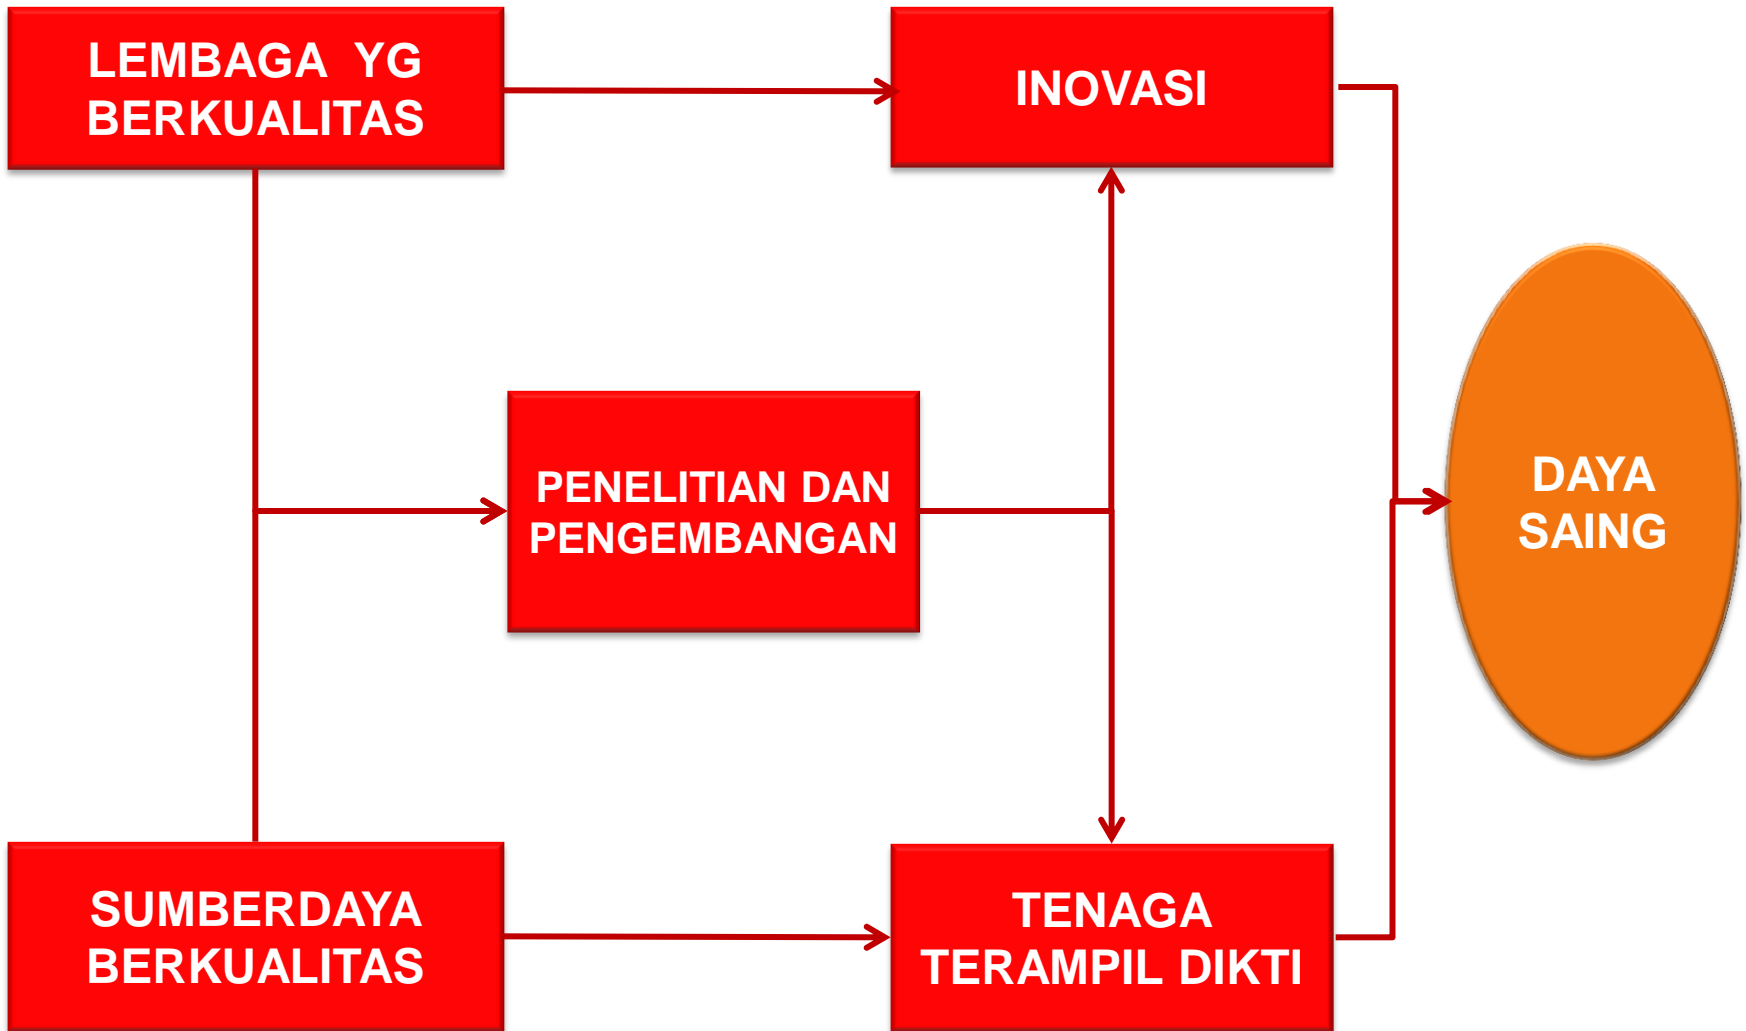 LEMBAGA YG
BERKUALITAS
INOVASI
PENELITIAN DAN
PENGEMBANGAN
DAYA
SAING
SUMBERDAYA
BERKUALITAS
TENAGA
TERAMPIL DIKTI